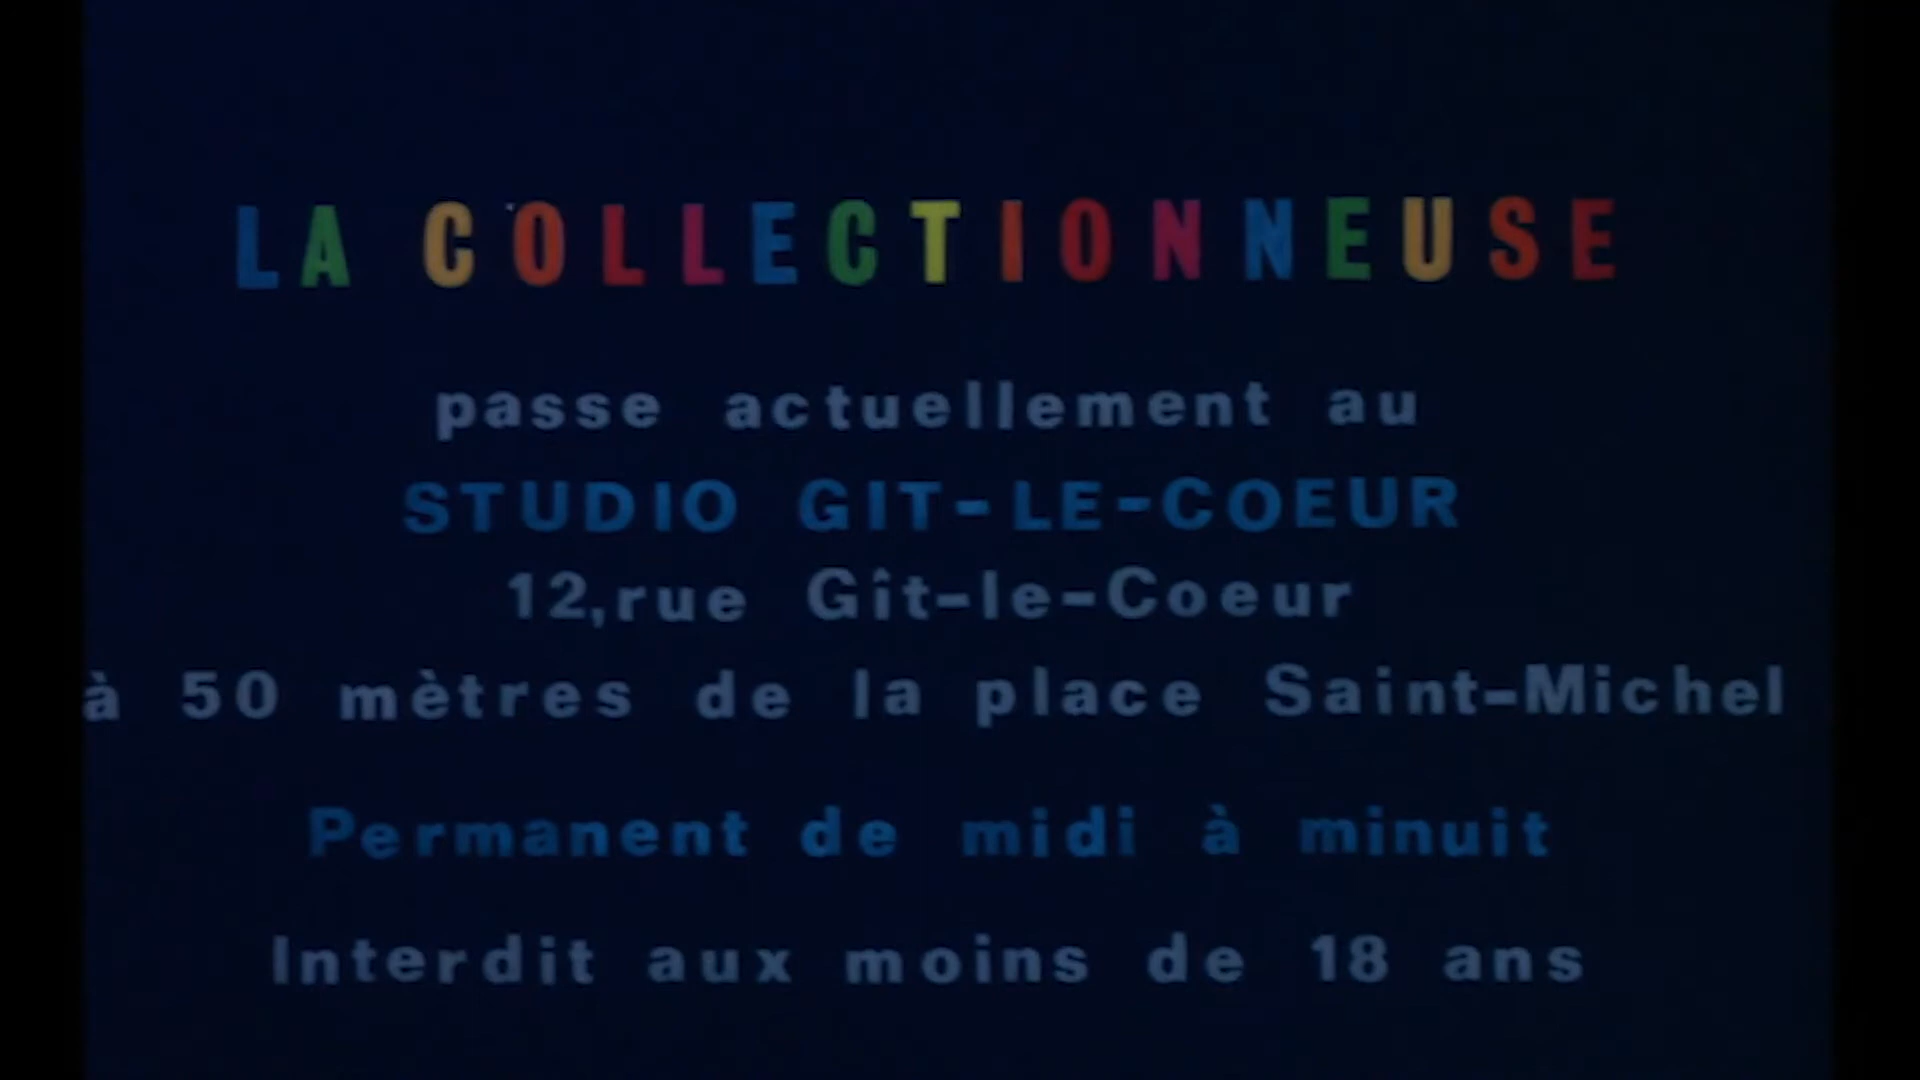 LA COLLECTIONNEUSE
passe actuellement au
STUDIO GIT-LE-COEUR
12,rue Gît-le-Coeur
à 50 mètres de la place Saint-Michel
Permanent de midi à minuit
Interdit aux moins de 18 ans